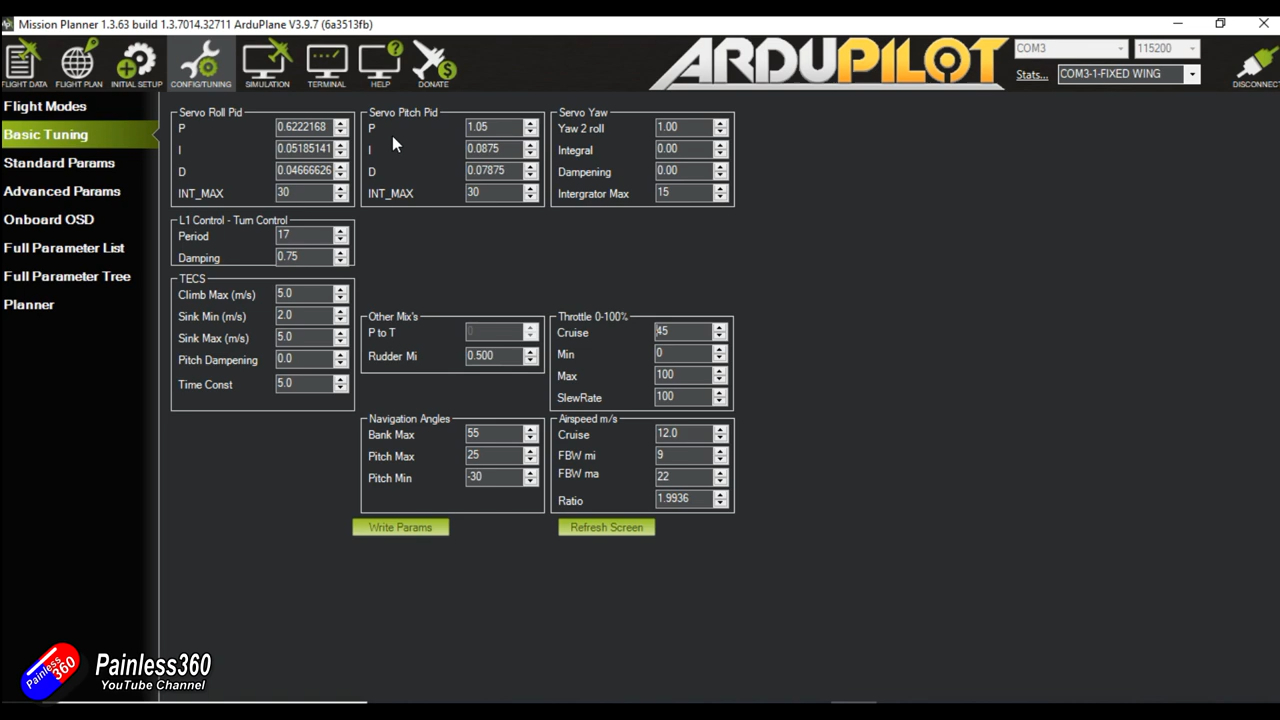 Mission Planner 1.3.63 build 1.3.7014.32711 ArduPlane V3.9.7 (6a3513fb)
FLIGHT DATA
FLIGHT PLAN
INITIAL SETUP
CONFIG/TUNING
SIMULATION
TERMINAL
HELP
DONATE
ARDUPILOT
COM3
115200
Stats...
COM3-1-FIXED WING
DISCONNEC
Flight Modes
Basic Tuning
Standard Params
Advanced Params
Onboard OSD
Full Parameter List
Full Parameter Tree
Planner
Servo Roll Pid
P 0.6222168
I 0.05185141
D 0.04666626
INT_MAX 30
Servo Pitch Pid
P 1.05
I 0.0875
D 0.07875
INT_MAX 30
Servo Yaw
Yaw 2 roll 1.00
Integral 0.00
Dampening 0.00
Intergrator Max 15
L1 Control - Turn Control
Period 17
Damping 0.75
TECS
Climb Max (m/s) 5.0
Sink Min (m/s) 2.0
Sink Max (m/s) 5.0
Pitch Dampening 0.0
Time Const 5.0
Other Mix's
P to T 0
Rudder Mi 0.500
Throttle 0-100%
Cruise 45
Min 0
Max 100
SlewRate 100
Navigation Angles
Bank Max 55
Pitch Max 25
Pitch Min -30
Airspeed m/s
Cruise 12.0
FBW mi 9
FBW ma 22
Ratio 1.9936
Write Params
Refresh Screen
Painless 360
Painless360
YouTube Channel